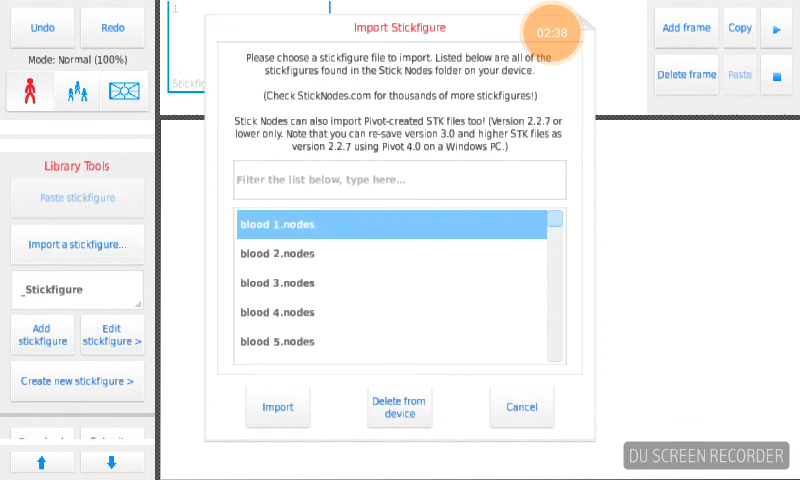 Undo
Redo
Mode: Normal (100%)
Library Tools
Paste stickfigure
Import a stickfigure...
_Stickfigure
Add stickfigure
Edit stickfigure >
Create new stickfigure >
1
Import Stickfigure
02:38
Please choose a stickfigure file to import. Listed below are all of the
stickfigures found in the Stick Nodes folder on your device.
(Check StickNodes.com for thousands of more stickfigures!)
Stick Nodes can also import Pivot-created STK files too! (Version 2.2.7 or
lower only. Note that you can re-save version 3.0 and higher STK files as
version 2.2.7 using Pivot 4.0 on a Windows PC.)
Filter the list below, type here...
blood 1.nodes
blood 2.nodes
blood 3.nodes
blood 4.nodes
blood 5.nodes
Import
Delete from device
Cancel
Add frame
Copy
Delete frame
Paste
DU SCREEN RECORDER